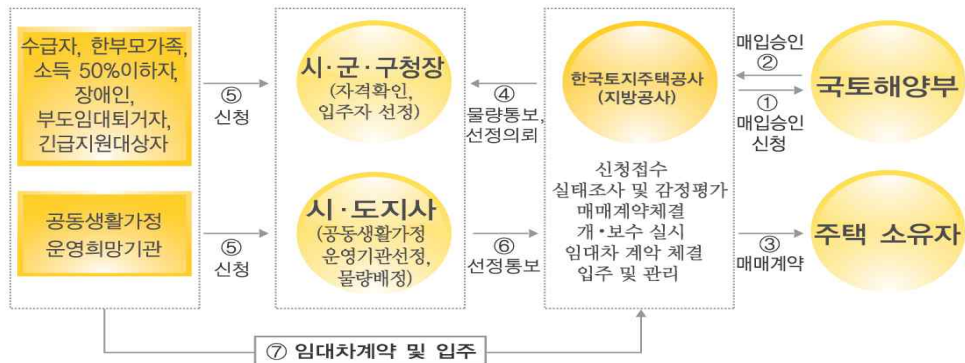 수급자, 한부모가족,
소득 50%이하자,
장애인,
부도임대퇴거자,
긴급지원대상자
⑤
신청
시·군·구청장
(자격확인,
입주자 선정)
④
물량통보,
선정의뢰
한국토지주택공사
(지방공사)
매입승인
②
①
매입승인
신청
국토해양부
공동생활가정
운영희망기관
⑤
신청
시·도지사
(공동생활가정
운영기관선정,
물량배정)
⑥
선정통보
신청접수
실태조사 및 감정평가
매매계약체결
개·보수 실시
임대차 계약 체결
입주 및 관리
③
매매계약
주택 소유자
⑦ 임대차계약 및 입주